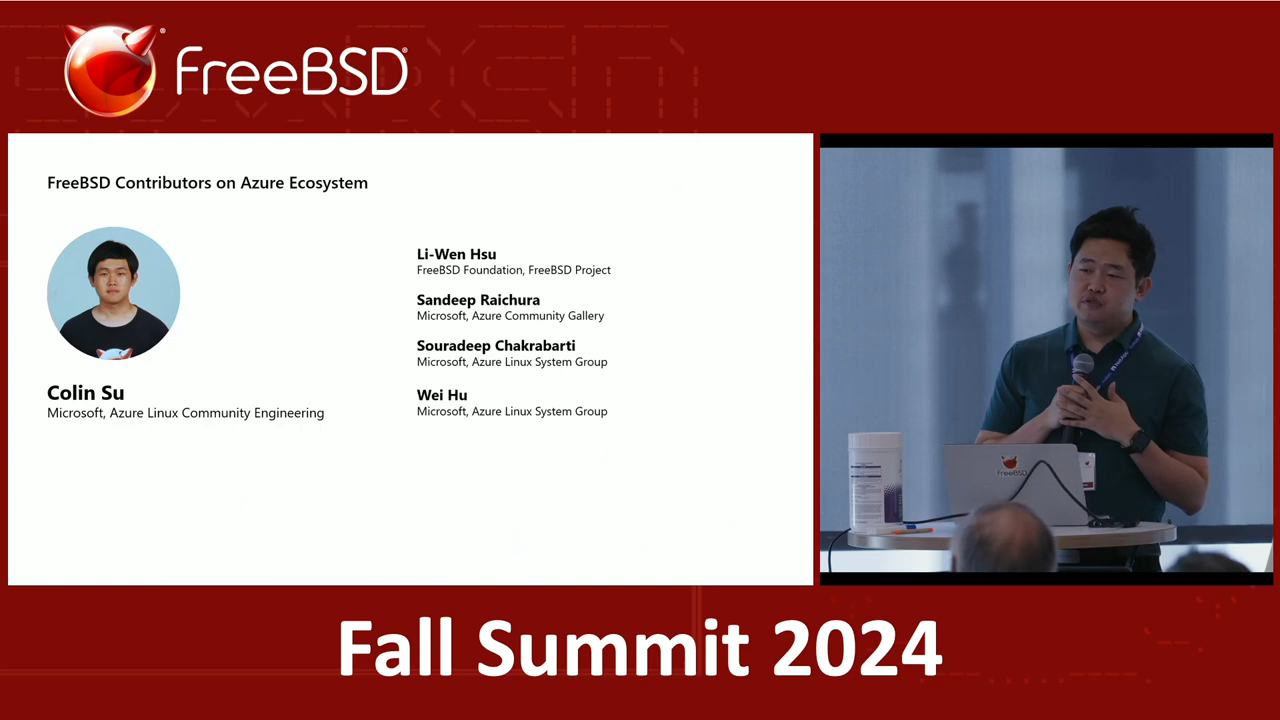 FreeBSD
FreeBSD Contributors on Azure Ecosystem
Colin Su
Microsoft, Azure Linux Community Engineering
Li-Wen Hsu
FreeBSD Foundation, FreeBSD Project
Sandeep Raichura
Microsoft, Azure Community Gallery
Souradeep Chakrabarti
Microsoft, Azure Linux System Group
Wei Hu
Microsoft, Azure Linux System Group
FreeBSD
Fall Summit 2024